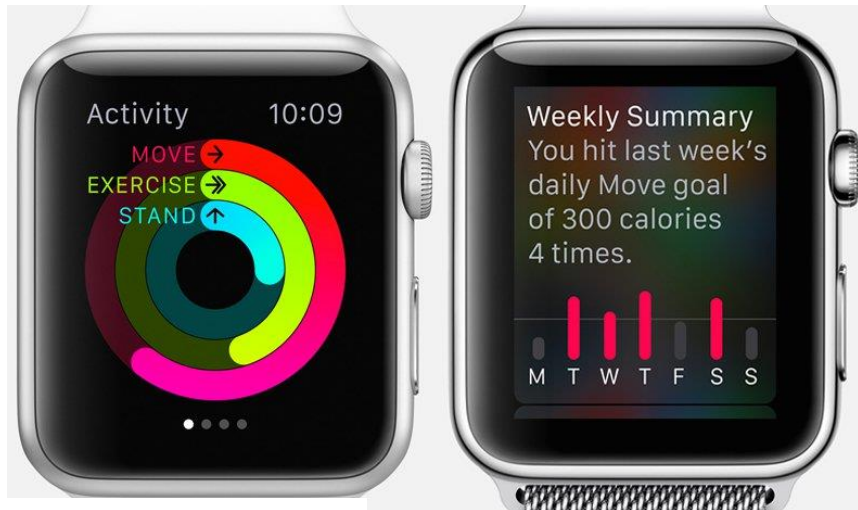 Activity 10:09
MOVE
EXERCISE
STAND
Weekly Summary
You hit last week's
daily Move goal
of 300 calories
4 times.
M T W T F S S